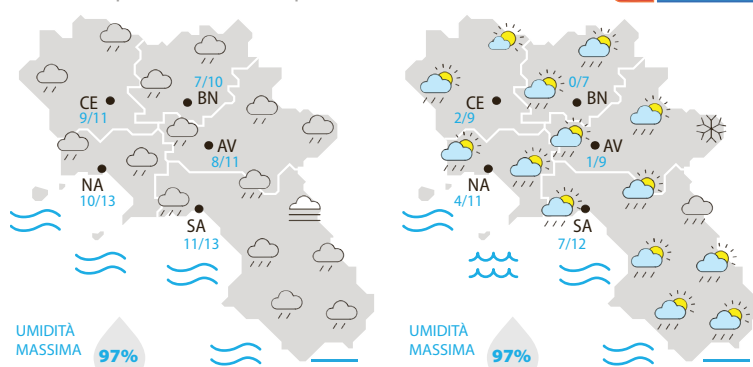 7/10
BN
CE
9/11
AV
8/11
NA
10/13
SA
11/13
UMIDITÀ
MASSIMA
97%
0/7
BN
CE
2/9
AV
1/9
NA
4/11
SA
7/12
UMIDITÀ
MASSIMA
97%